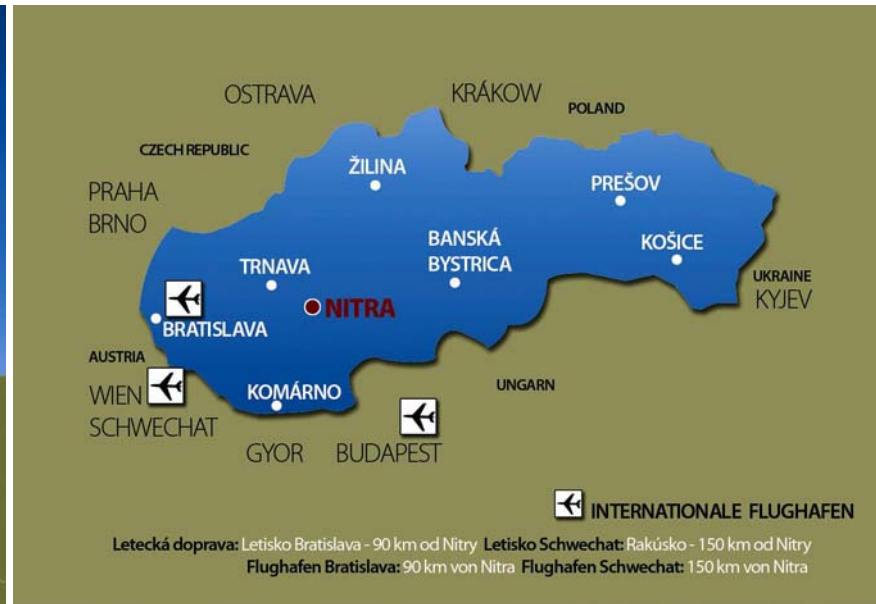 OSTRAVA
KRÁKOW
POLAND
CZECH REPUBLIC
ŽILINA
PREŠOV
PRAHA
BRNO
BANSKÁ
BYSTRICA
KOŠICE
TRNAVA
UKRAINE
KYJEV
NITRA
BRATISLAVA
AUSTRIA
WIEN
SCHWECHAT
KOMÁRNO
UNGARN
GYOR
BUDAPEST
INTERNATIONALE FLUGHAFEN
Letecká doprava: Letisko Bratislava - 90 km od Nitry Letisko Schwechat: Rakúsko - 150 km od Nitry
Flughafen Bratislava: 90 km von Nitra Flughafen Schwechat: 150 km von Nitra